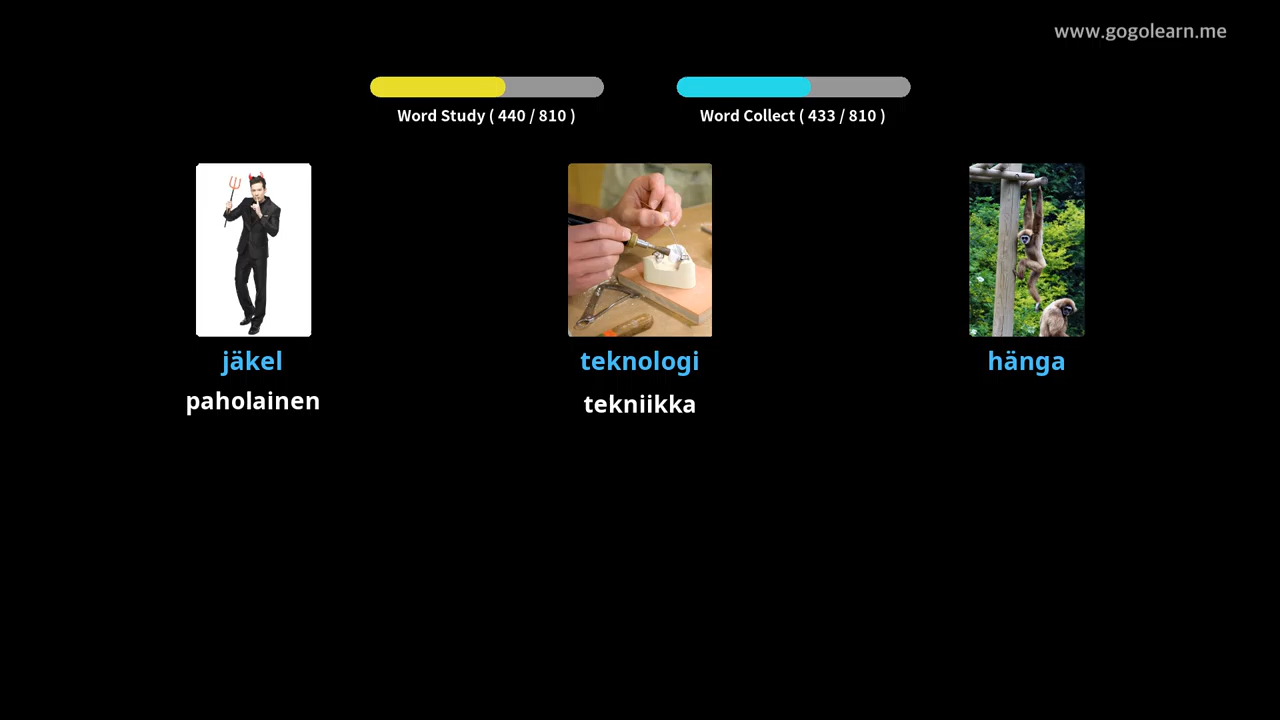 www.gogolearn.me
Word Study ( 440 / 810 )
Word Collect ( 433 / 810 )
jäkel
teknologi
hänga
paholainen
tekniikka